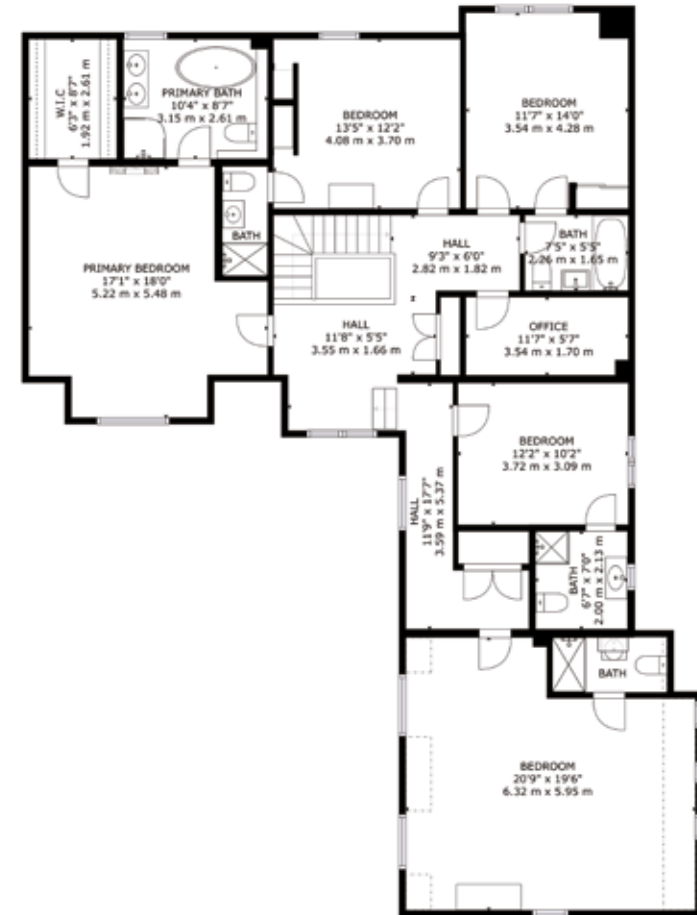 W.I.C
6'3" x 8'7"
1.92 m x 2.61 m
PRIMARY BATH
10'4" x 8'7"
3.15 m x 2.61 m
BEDROOM
13'5" x 12'2"
4.08 m x 3.70 m
BEDROOM
11'7" x 14'0"
3.54 m x 4.28 m
BATH
PRIMARY BEDROOM
17'1" x 18'0"
5.22 m x 5.48 m
HALL
9'3" x 6'0"
2.82 m x 1.82 m
BATH
7'5" x 5'5"
2.26 m x 1.65 m
HALL
11'8" x 5'5"
3.55 m x 1.66 m
OFFICE
11'7" x 5'7"
3.54 m x 1.70 m
BEDROOM
12'2" x 10'2"
3.72 m x 3.09 m
HALL
11'9" x 17'7"
3.59 m x 5.37 m
BATH
6'7" x 7'0"
2.00 m x 2.13 m
BATH
BEDROOM
20'9" x 19'6"
6.32 m x 5.95 m